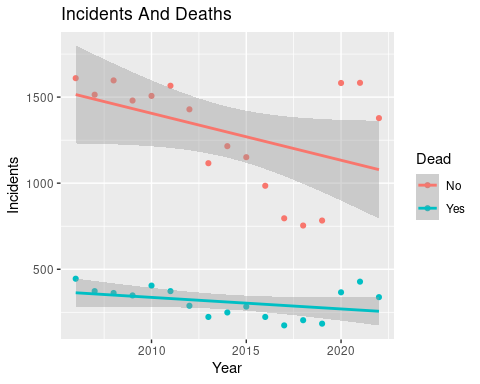 Incidents And Deaths
1500
1000
500
Incidents
2010 2015 2020
Year
Dead
No
Yes